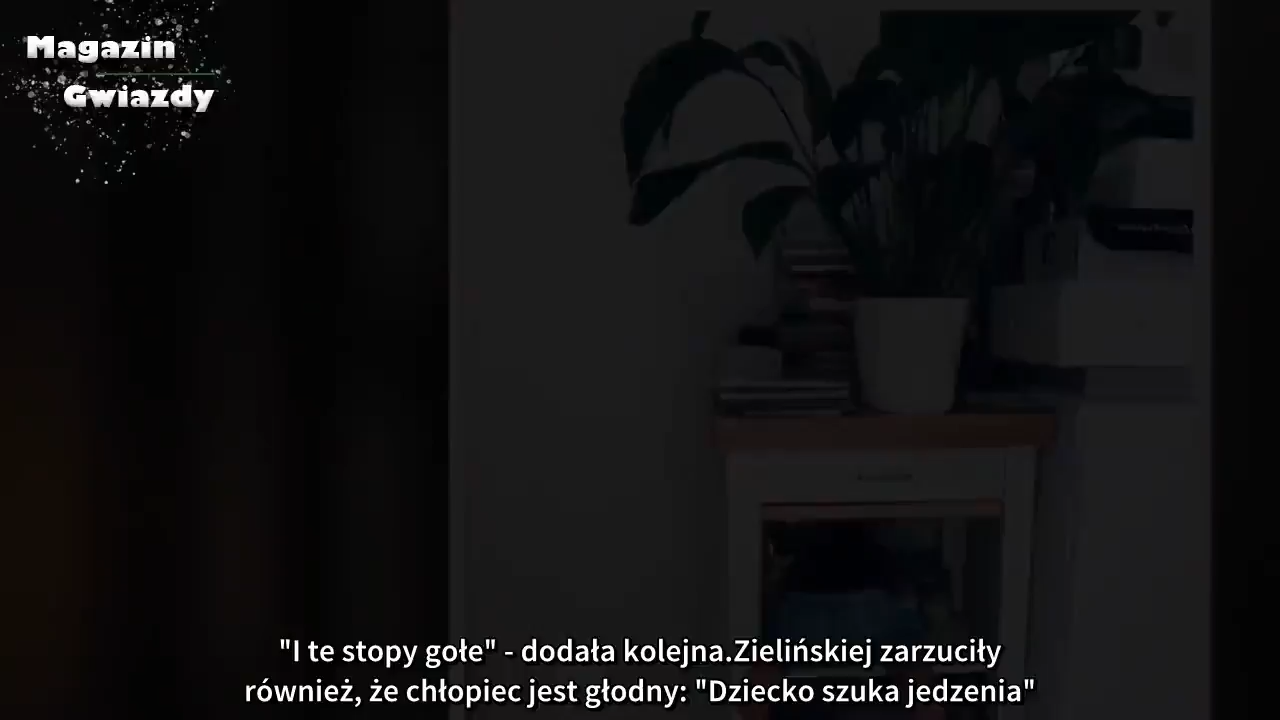 Magazin
Gwiazdy
"I te stopy gołe" - dodała kolejna.Zielińskiej zarzuciły
również, że chłopiec jest głodny: "Dziecko szuka jedzenia"